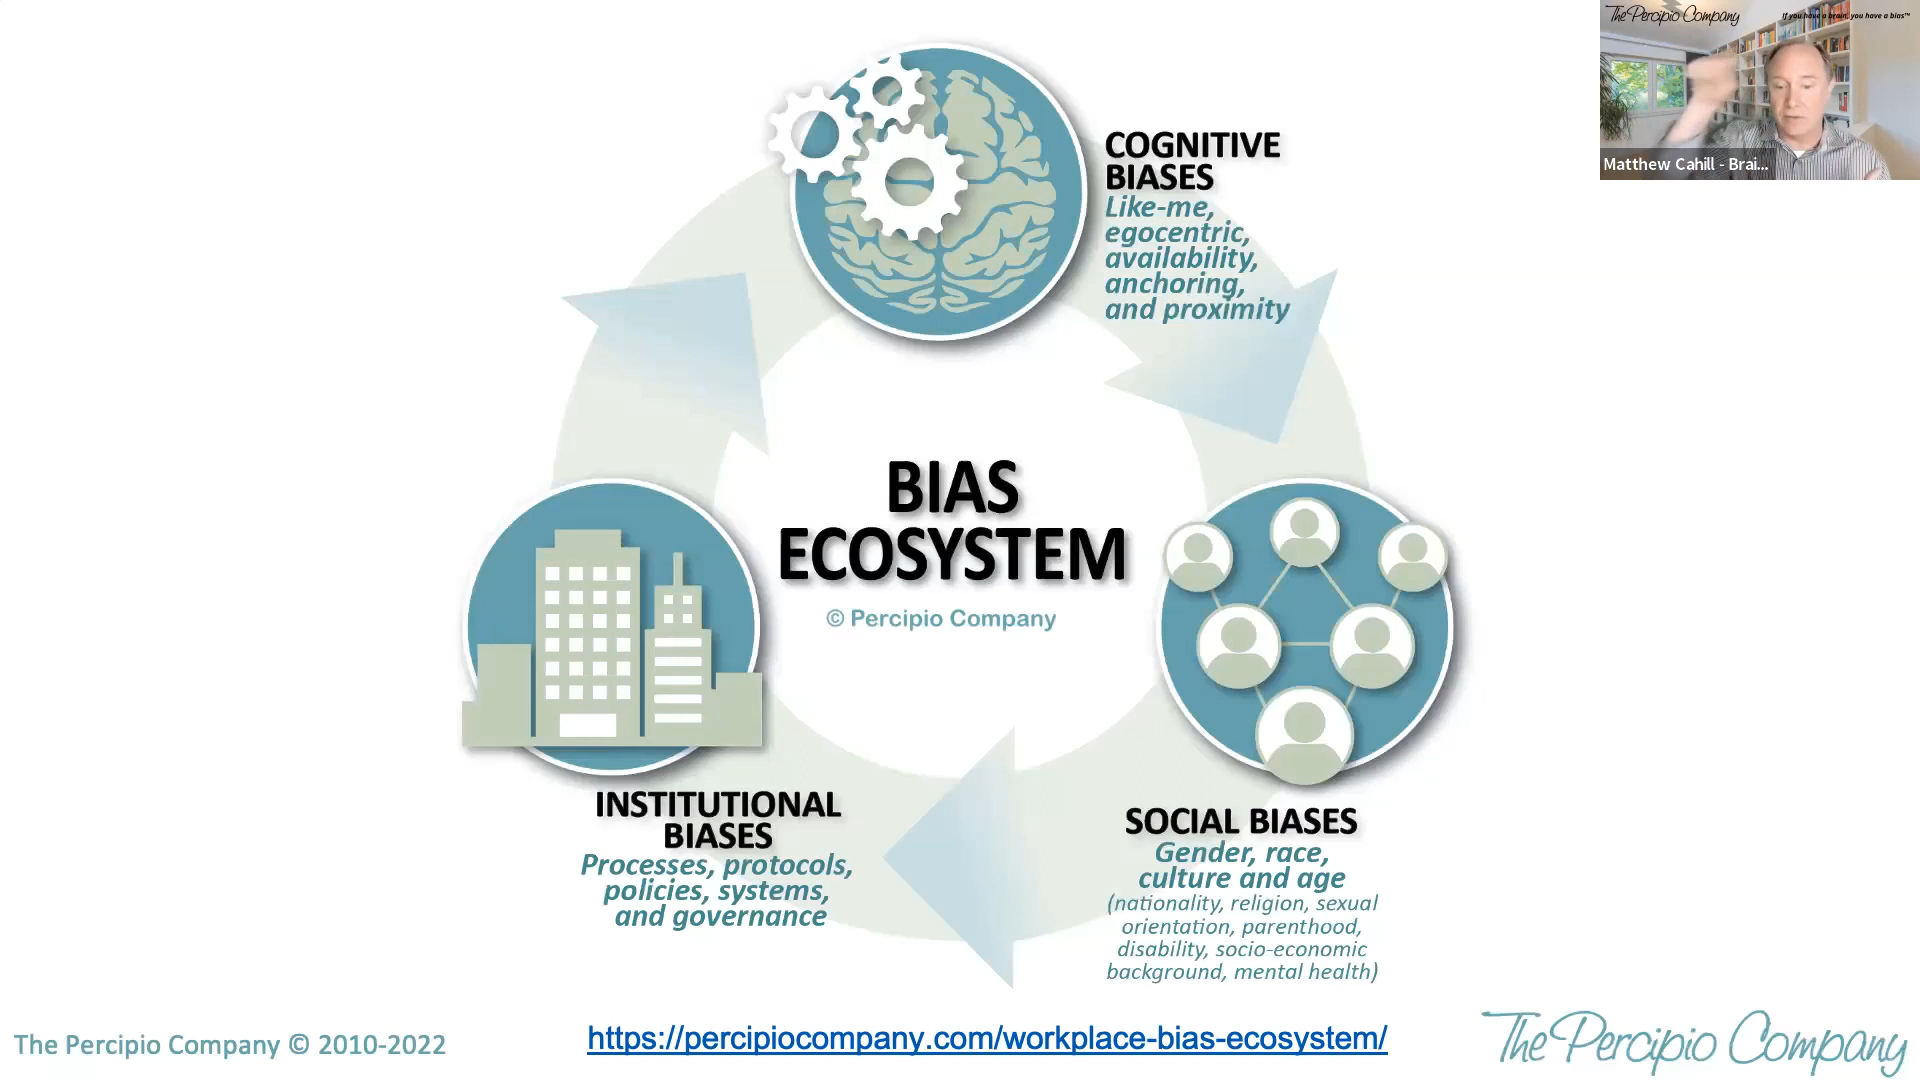 The Percipio Company
If you have a brain, you have a bias™
Matthew Cahill - Brai...
COGNITIVE
BIASES
Like-me,
egocentric,
availability,
anchoring,
and proximity
BIAS
ECOSYSTEM
© Percipio Company
INSTITUTIONAL
BIASES
Processes, protocols,
policies, systems,
and governance
SOCIAL BIASES
Gender, race,
culture and age
(nationality, religion, sexual
orientation, parenthood,
disability, socio-economic
background, mental health)
The Percipio Company © 2010-2022
https://percipiocompany.com/workplace-bias-ecosystem/
The Percipio Company